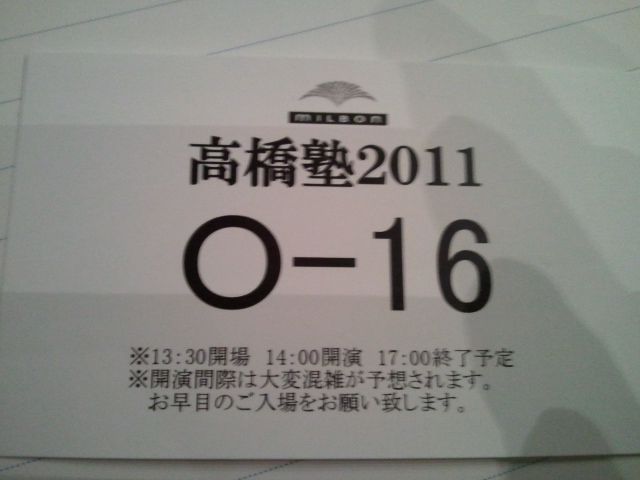 MILBON
高橋塾2011
O-16
※13:30開場 14:00開演 17:00終了予定
※開演間際は大変混雑が予想されます。
お早目のご入場をお願い致します。